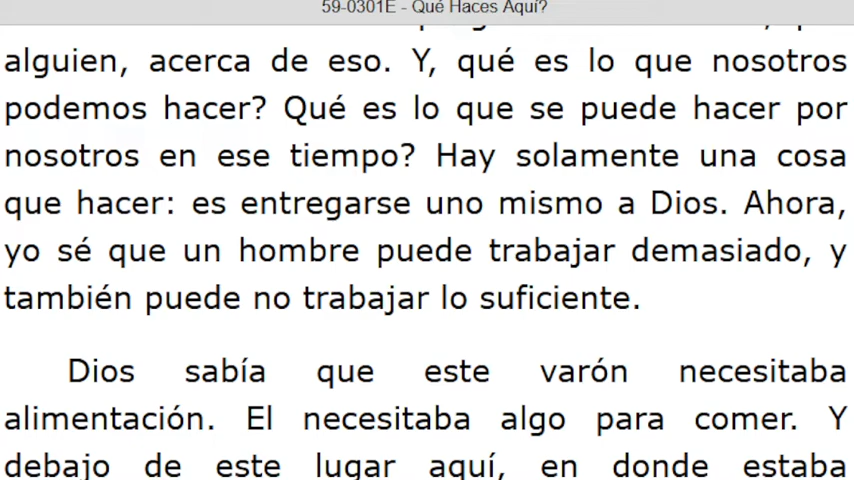 59-0301E - Qué Haces Aquí?
alguien, acerca de eso. Y, qué es lo que nosotros
podemos hacer? Qué es lo que se puede hacer por
nosotros en ese tiempo? Hay solamente una cosa
que hacer: es entregarse uno mismo a Dios. Ahora,
yo sé que un hombre puede trabajar demasiado, y
también puede no trabajar lo suficiente.
Dios sabía que este varón necesitaba
alimentación. El necesitaba algo para comer. Y
debajo de este lugar aquí, en donde estaba